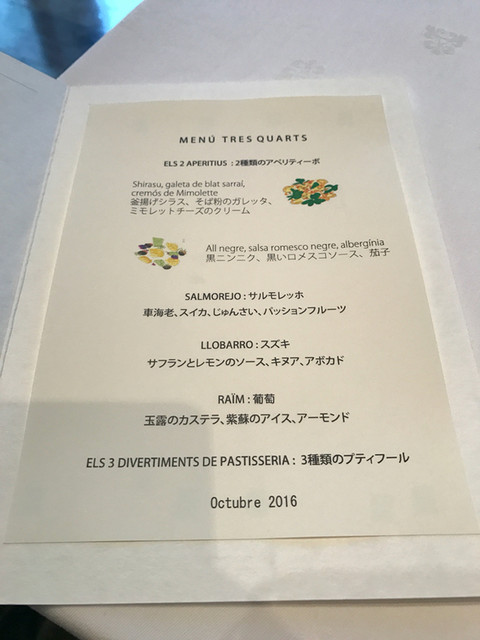 MENÚ TRES QUARTS
ELS 2 APERITIUS : 2種類のアペリティーボ
Shirasu, galeta de blat sarraí,
cremós de Mimolette
釜揚げシラス、そば粉のガレッタ、
ミモレットチーズのクリーム
All negre, salsa romesco negre, albergínia
黒ニンニク、黒いロメスコソース、茄子
SALMOREJO : サルモレッホ
車海老、スイカ、じゅんさい、パッションフルーツ
LLOBARRO : スズキ
サフランとレモンのソース、キヌア、アボカド
RAÏM : 葡萄
玉露のカステラ、紫蘇のアイス、アーモンド
ELS 3 DIVERTIMENTS DE PASTISSERIA : 3種類のプティフール
Octubre 2016